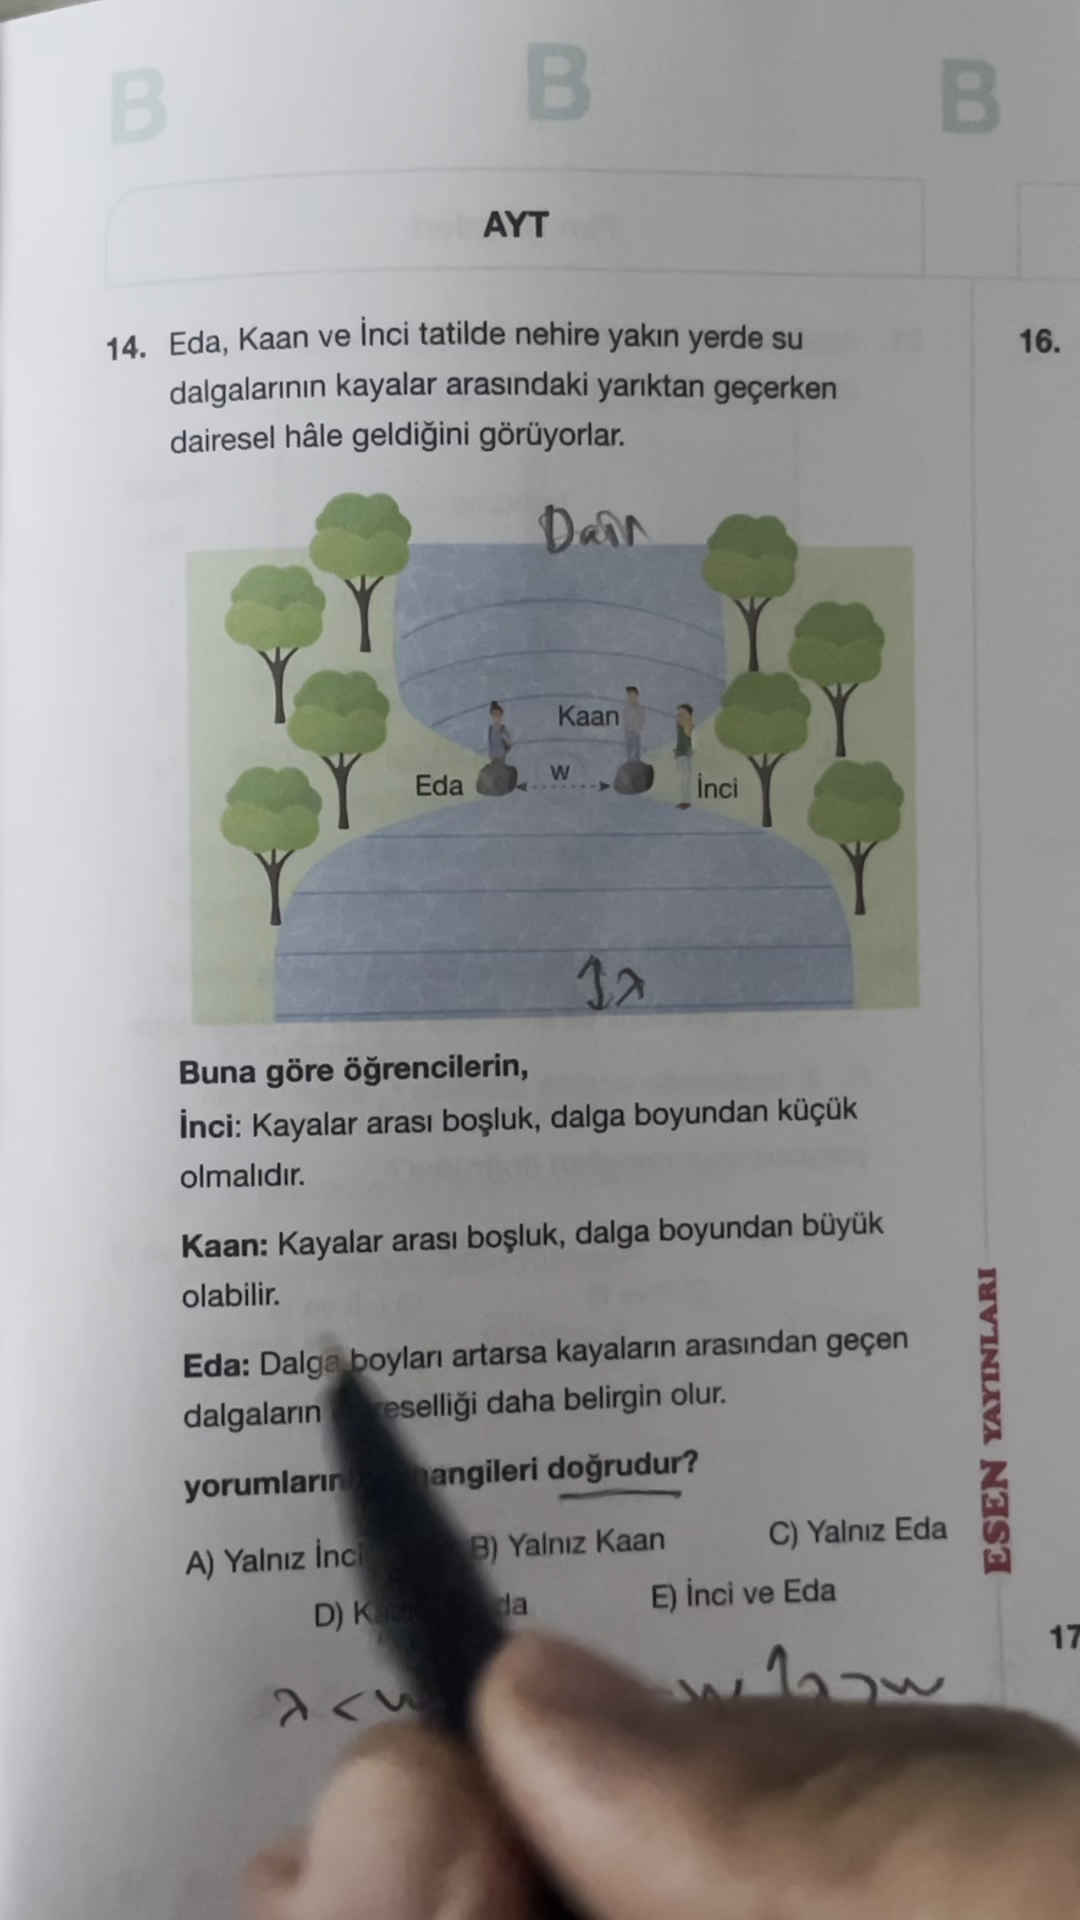 B B B
AYT
14. Eda, Kaan ve İnci tatilde nehire yakın yerde su
dalgalarının kayalar arasındaki yarıktan geçerken
dairesel hâle geldiğini görüyorlar.
16.
Kaan
Eda
w
İnci
1λ
Buna göre öğrencilerin,
İnci: Kayalar arası boşluk, dalga boyundan küçük
olmalıdır.
Kaan: Kayalar arası boşluk, dalga boyundan büyük
olabilir.
Eda: Dalga boyları artarsa kayaların arasından geçen
dalgaların eselliği daha belirgin olur.
yorumların angileri doğrudur?
A) Yalnız İnci B) Yalnız Kaan C) Yalnız Eda
D) K da E) İnci ve Eda
ESEN YAYINLARI
17
λ < w